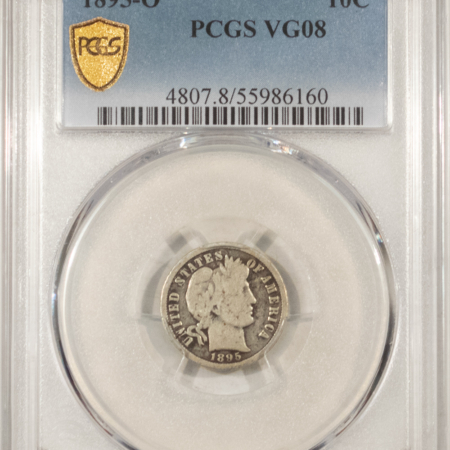 1895-O 10C
PCGS VG08
PCGS
4807.8/55986160
UNITED STATES OF AMERICA
1895